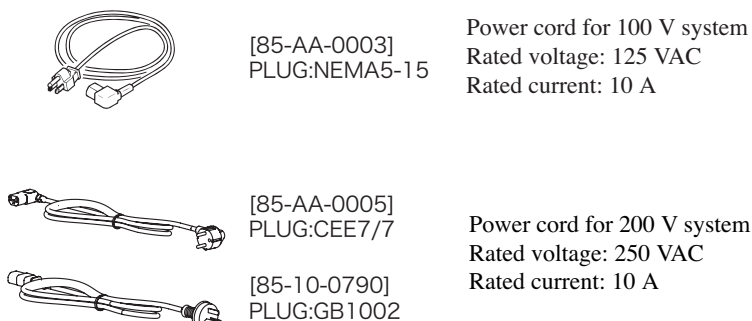 [85-AA-0003]
PLUG:NEMA5-15
Power cord for 100 V system
Rated voltage: 125 VAC
Rated current: 10 A
[85-AA-0005]
PLUG:CEE7/7
[85-10-0790]
PLUG:GB1002
Power cord for 200 V system
Rated voltage: 250 VAC
Rated current: 10 A